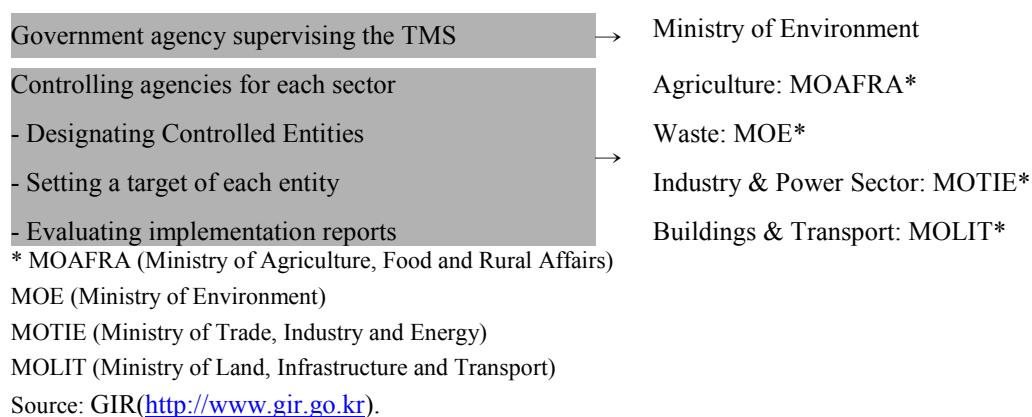 Government agency supervising the TMS → Ministry of Environment
Controlling agencies for each sector
- Designating Controlled Entities
- Setting a target of each entity
- Evaluating implementation reports
→
Agriculture: MOAFRA*
Waste: MOE*
Industry & Power Sector: MOTIE*
Buildings & Transport: MOLIT*
* MOAFRA (Ministry of Agriculture, Food and Rural Affairs)
MOE (Ministry of Environment)
MOTIE (Ministry of Trade, Industry and Energy)
MOLIT (Ministry of Land, Infrastructure and Transport)
Source: GIR(http://www.gir.go.kr).